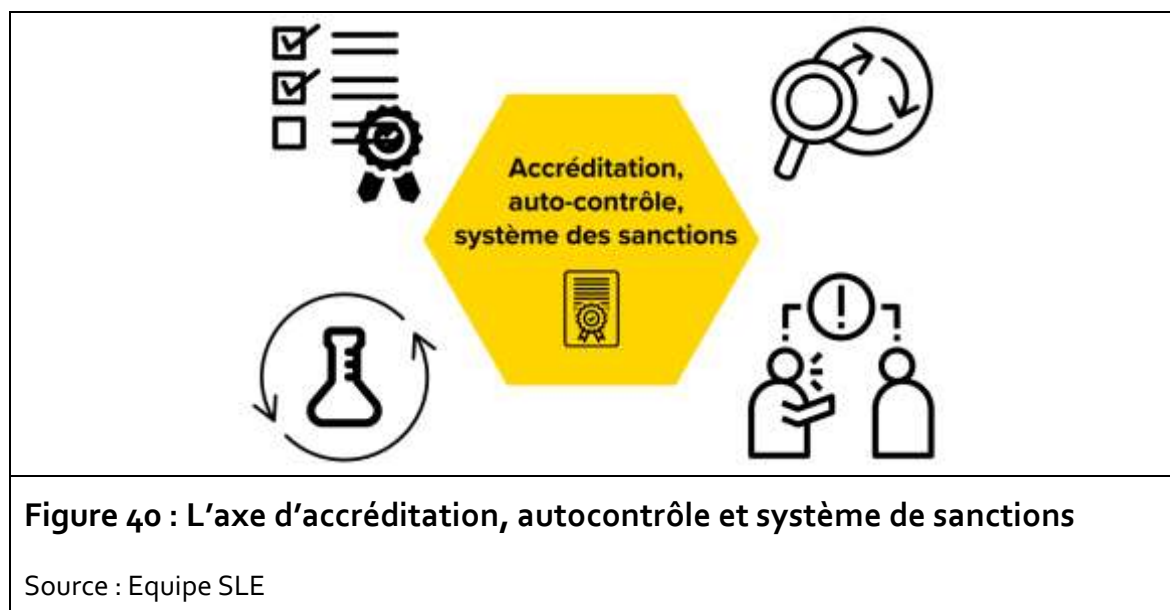 Accréditation,
auto-contrôle,
système des sanctions
Figure 40 : L’axe d’accréditation, autocontrôle et système de sanctions
Source : Equipe SLE